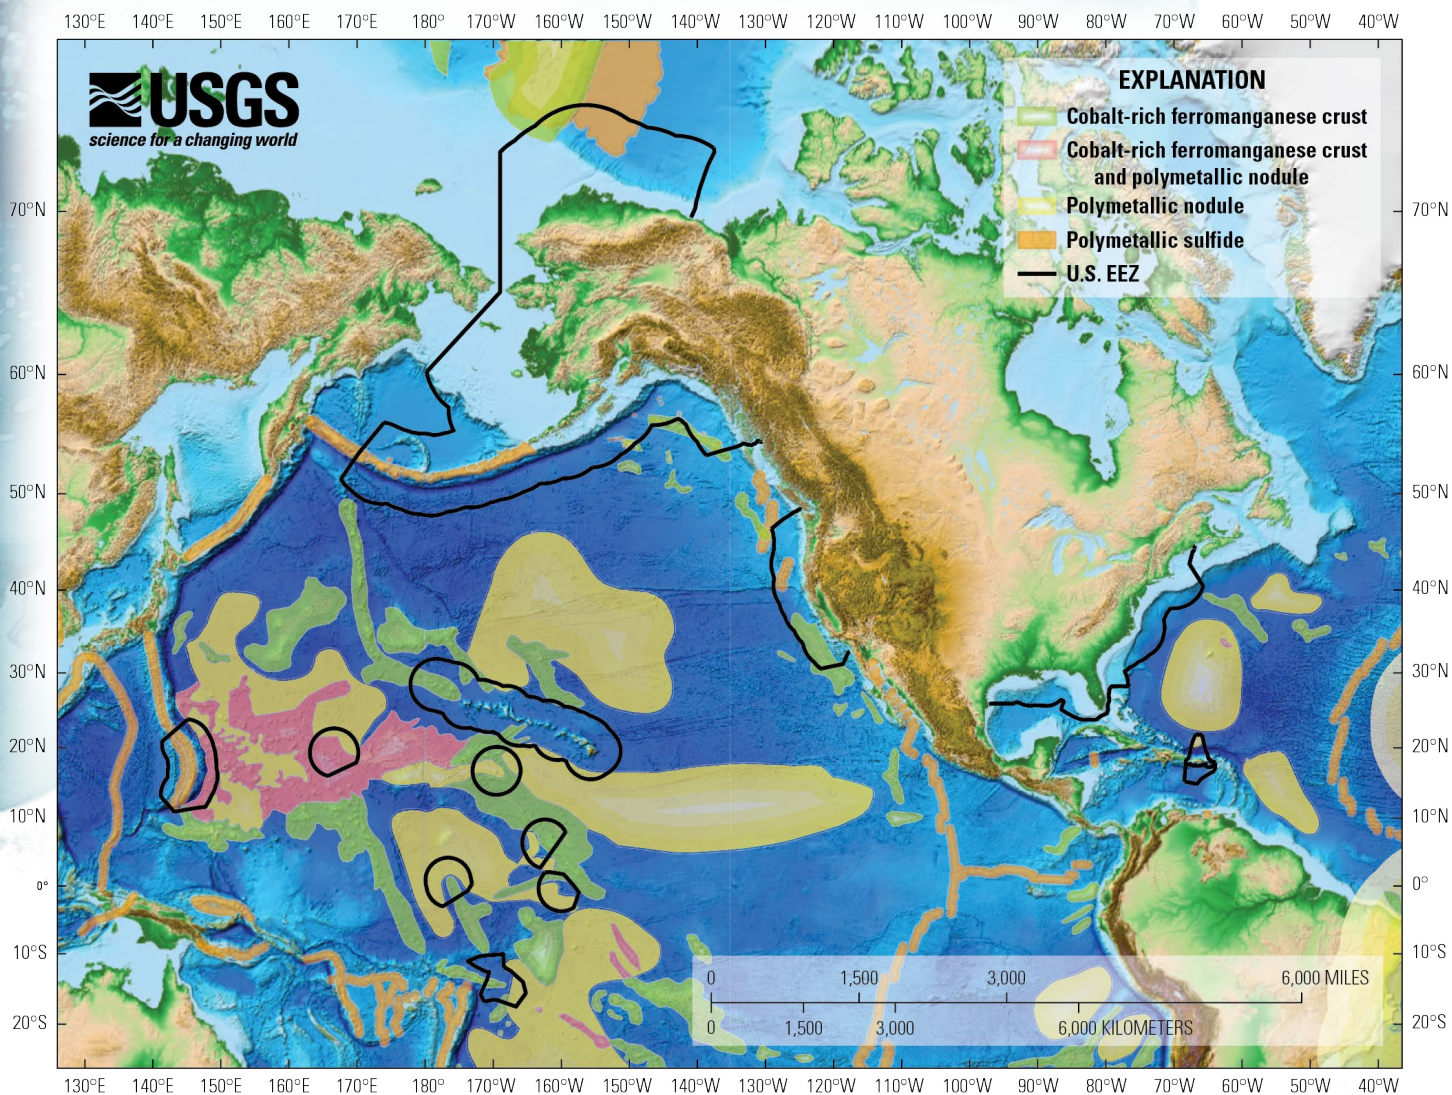 130°E 140°E 150°E 160°E 170°E 180° 170°W 160°W 150°W 140°W 130°W 120°W 110°W 100°W 90°W 80°W 70°W 60°W 50°W 40°W
USGS
science for a changing world
EXPLANATION
Cobalt-rich ferromanganese crust
Cobalt-rich ferromanganese crust
and polymetallic nodule
Polymetallic nodule
Polymetallic sulfide
U.S. EEZ
70°N 70°N
60°N 60°N
50°N 50°N
40°N 40°N
30°N 30°N
20°N 20°N
10°N 10°N
0° 0°
10°S 10°S
0 1,500 3,000 6,000 MILES
0 1,500 3,000 6,000 KILOMETERS
20°S 20°S
130°E 140°E 150°E 160°E 170°E 180° 170°W 160°W 150°W 140°W 130°W 120°W 110°W 100°W 90°W 80°W 70°W 60°W 50°W 40°W